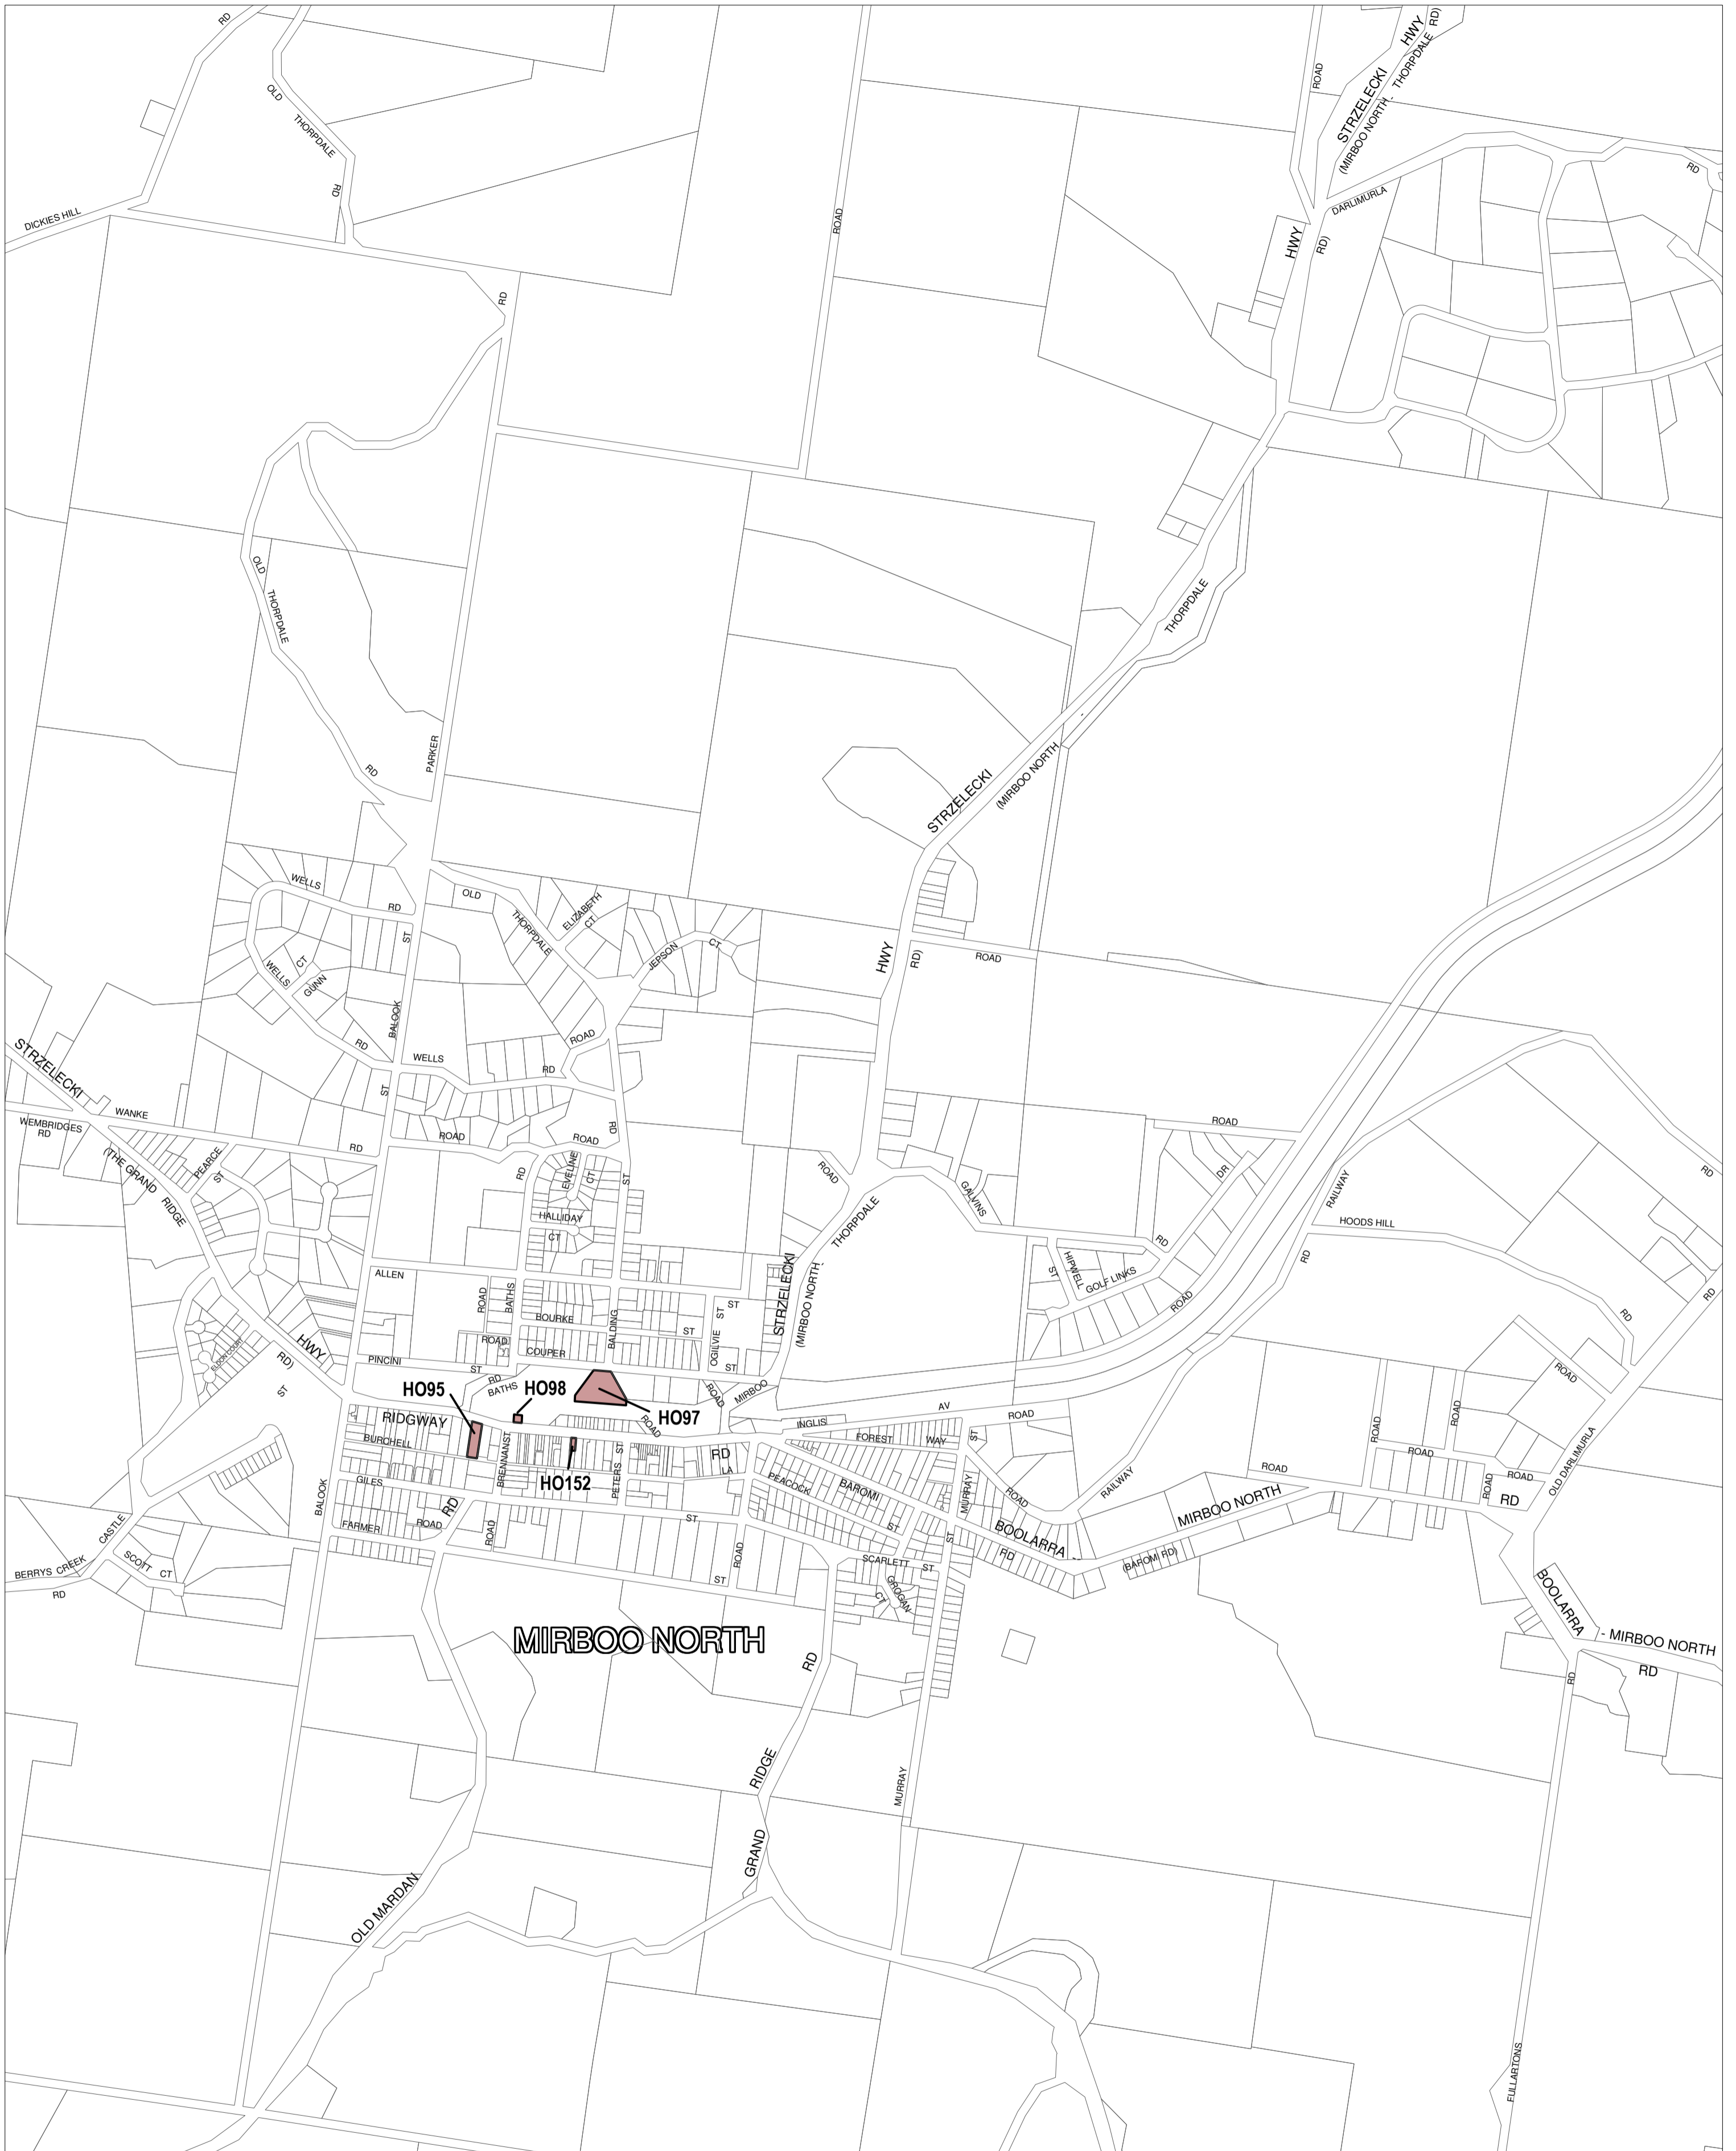 RD
OLD
THORPDALE
RD
DICKIES HILL
ROAD
ROAD
STRZELECKI
HWY
(MIRBOO NORTH - THORPDALE RD)
DARLIMURLA
RD
HWY
RD)
RD
OLD
THORPDALE
RD
PARKER
THORPDALE
-
STRZELECKI
(MIRBOO NORTH
HWY
RD)
ROAD
WELLS
RD
ST
OLD
THORPDALE
ELIZABETH
CT
JEPSON
CT
WELLS
CT
GUNN
BALOOK
RD
ST
WELLS
RD
ROAD
STRZELECKI
WANKE
WEMBRIDGES
RD
RD
(THE GRAND
RIDGE
PEARCE
ST
ROAD
ROAD
RD
RD
EVELINE
CT
ST
HALLIDAY
CT
ROAD
THORPDALE
GALVINS
ROAD
DR
RAILWAY
HOODS HILL
RD
RD
RD
RD
RD
HIPWELL
ST
GOLF LINKS
ROAD
ALLEN
ST
ROAD
BATHS
BOURKE
ST
BALDING
OGILVIE
ST
STRZELECKI
(MIRBOO NORTH
-
ROAD
COUPER
ST
HWY
RD)
ELDON COURT
ST
PINCINI
ST
RD
BATHS
ROAD
MIRBOO
HO95
HO98
HO97
HO152
RIDGWAY
BURCHELL
BRENNAN ST
PETERS
ST
ROAD
RD
LA
INGLIS
AV
FOREST
WAY
ST
ROAD
GILES
ST
BALOOK
RD
FARMER
ROAD
ROAD
ST
ROAD
PEACOCK
ST
BAROMI
MURRAY
ST
ROAD
RAILWAY
BOOLARRA -
RD
MIRBOO NORTH
(BAROMI RD)
ROAD
ROAD
ROAD
ROAD
ROAD
ROAD
ROAD
RD
OLD DARLIMURLA
CASTLE
BERRYS CREEK
RD
SCOTT
CT
SCARLETT
ST
GROGAN
CT
MIRBOO NORTH
BOOLARRA
- MIRBOO NORTH
RD
RD
RD
RIDGE
GRAND
MURRAY
OLD MARDAN
FULLARTONS